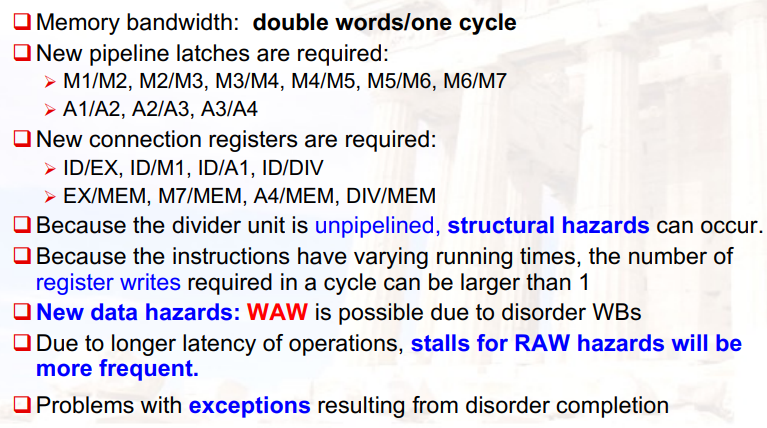 Memory bandwidth: double words/one cycle
New pipeline latches are required:
M1/M2, M2/M3, M3/M4, M4/M5, M5/M6, M6/M7
A1/A2, A2/A3, A3/A4
New connection registers are required:
ID/EX, ID/M1, ID/A1, ID/DIV
EX/MEM, M7/MEM, A4/MEM, DIV/MEM
Because the divider unit is unpipelined, structural hazards can occur.
Because the instructions have varying running times, the number of
register writes required in a cycle can be larger than 1
New data hazards: WAW is possible due to disorder WBs
Due to longer latency of operations, stalls for RAW hazards will be
more frequent.
Problems with exceptions resulting from disorder completion